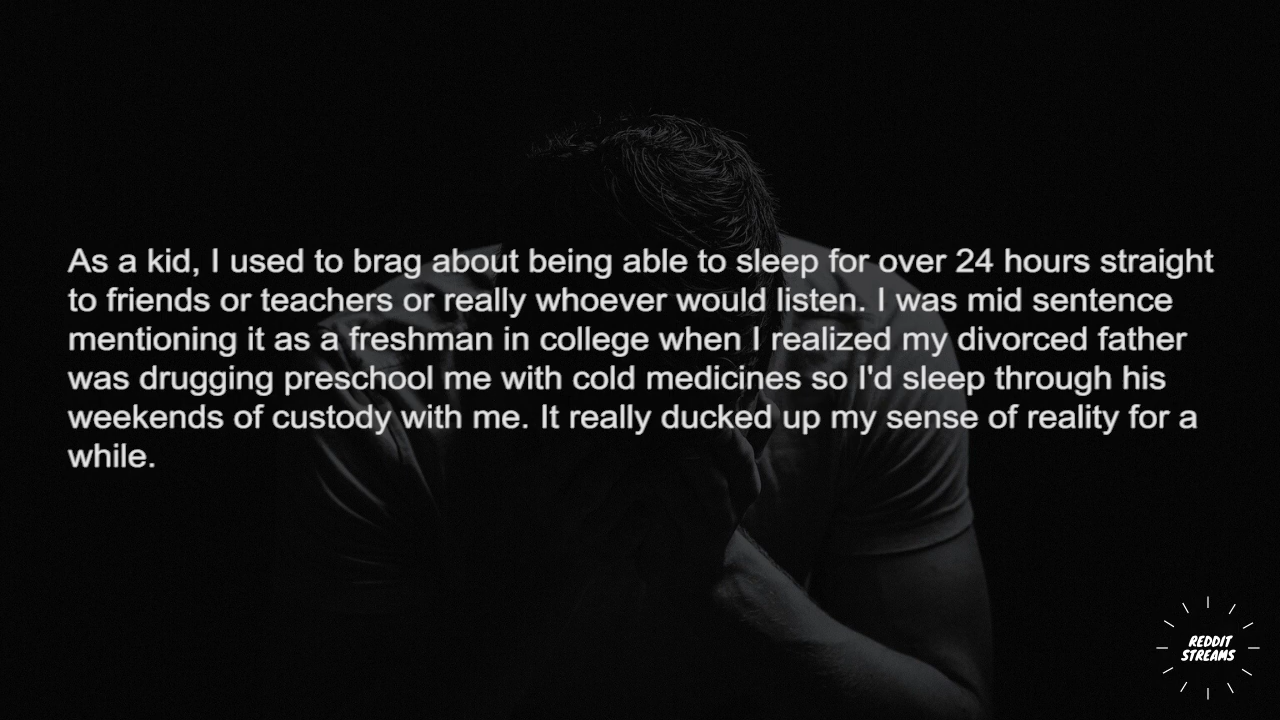 As a kid, I used to brag about being able to sleep for over 24 hours straight
to friends or teachers or really whoever would listen. I was mid sentence
mentioning it as a freshman in college when I realized my divorced father
was drugging preschool me with cold medicines so I'd sleep through his
weekends of custody with me. It really ducked up my sense of reality for a
while.
REDDIT
STREAMS